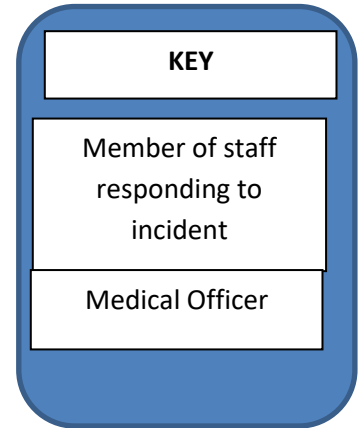 KEY
Member of staff
responding to
incident
Medical Officer